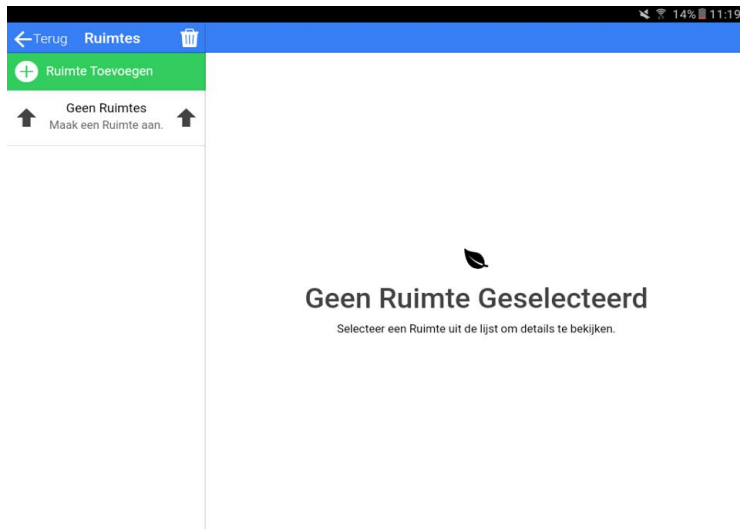 14% 11:19
Terug Ruimtes
Ruimte Toevoegen
Geen Ruimtes
Maak een Ruimte aan.
Geen Ruimte Geselecteerd
Selecteer een Ruimte uit de lijst om details te bekijken.